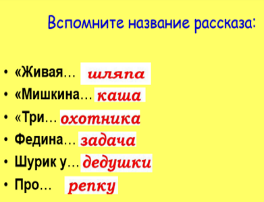 Вспомните название рассказа:
• «Живая… шляпа
• «Мишкина… каша
• «Три… охотника
• Федина… задача
• Шурик у… дедушки
• Про… репку